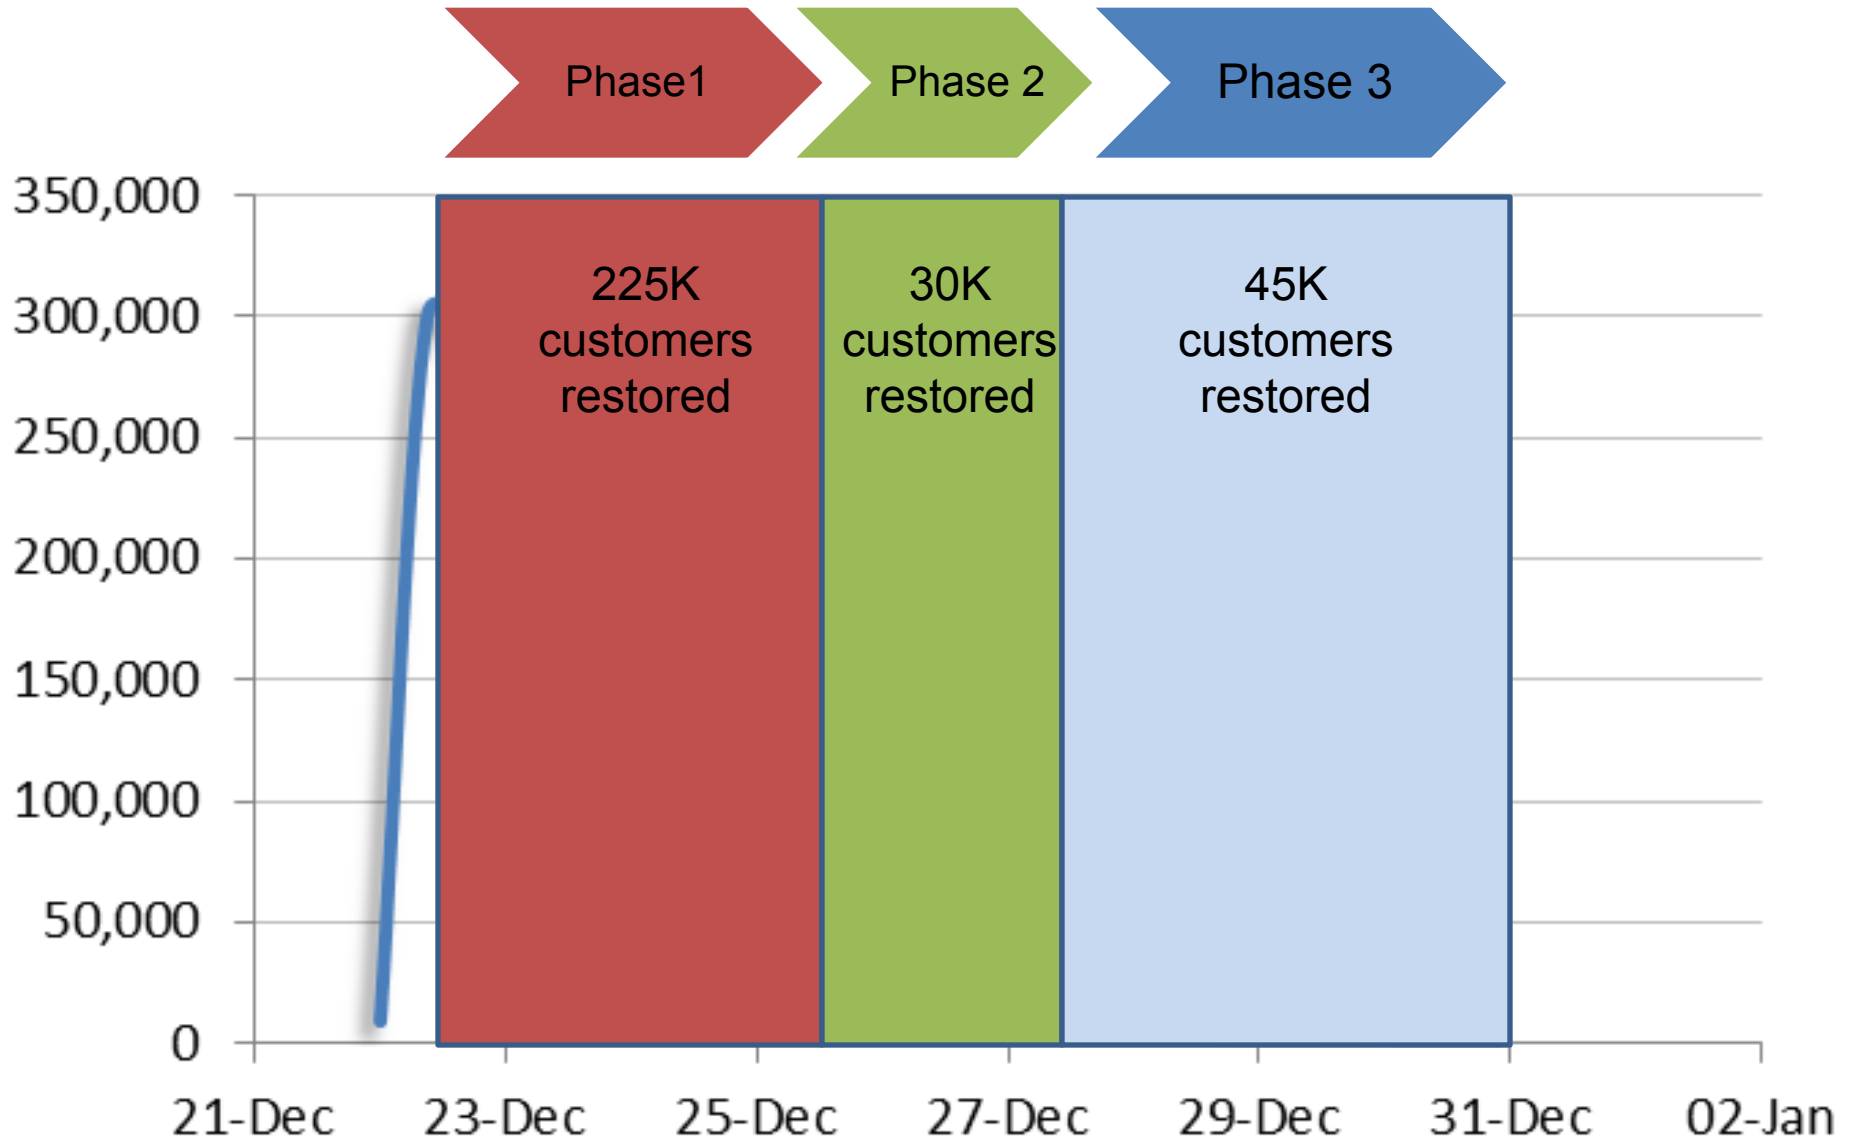 Phase1
Phase 2
Phase 3
350,000
300,000
250,000
200,000
150,000
100,000
50,000
0
225K
customers
restored
30K
customers
restored
45K
customers
restored
21-Dec
23-Dec
25-Dec
27-Dec
29-Dec
31-Dec
02-Jan